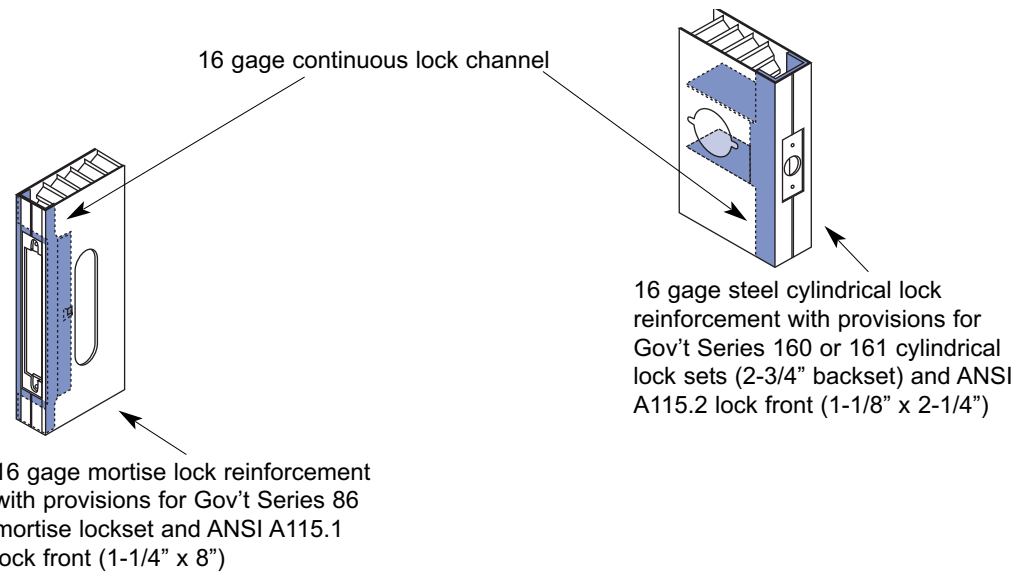 16 gage continuous lock channel
16 gage steel cylindrical lock
reinforcement with provisions for
Gov’t Series 160 or 161 cylindrical
lock sets (2-3/4” backset) and ANSI
A115.2 lock front (1-1/8” x 2-1/4”)
16 gage mortise lock reinforcement
with provisions for Gov’t Series 86
mortise lockset and ANSI A115.1
lock front (1-1/4” x 8”)